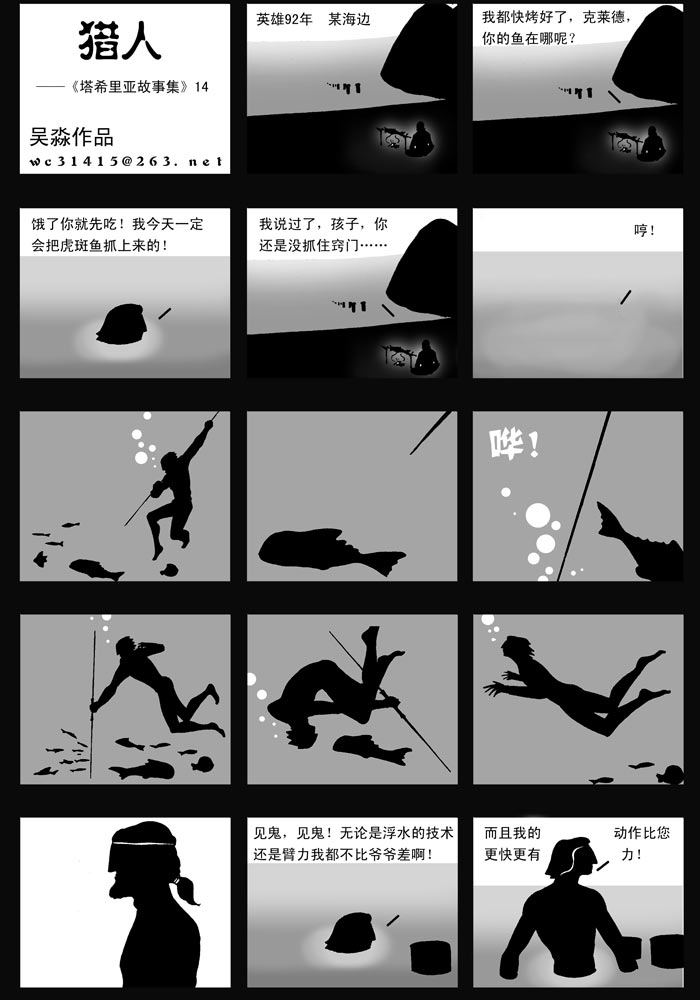 猎人
——《塔希里亚故事集》14
吴淼作品
wc31415@263.net
英雄92年 某海边
我都快烤好了，克莱德，
你的鱼在哪呢？
饿了你就先吃！我今天一定
会把虎斑鱼抓上来的！
我说过了，孩子，你
还是没抓住窍门……
哼！
哗！
见鬼，见鬼！无论是浮水的技术
还是臂力我都不比爷爷差啊！
而且我的 动作比您
更快更有 力！